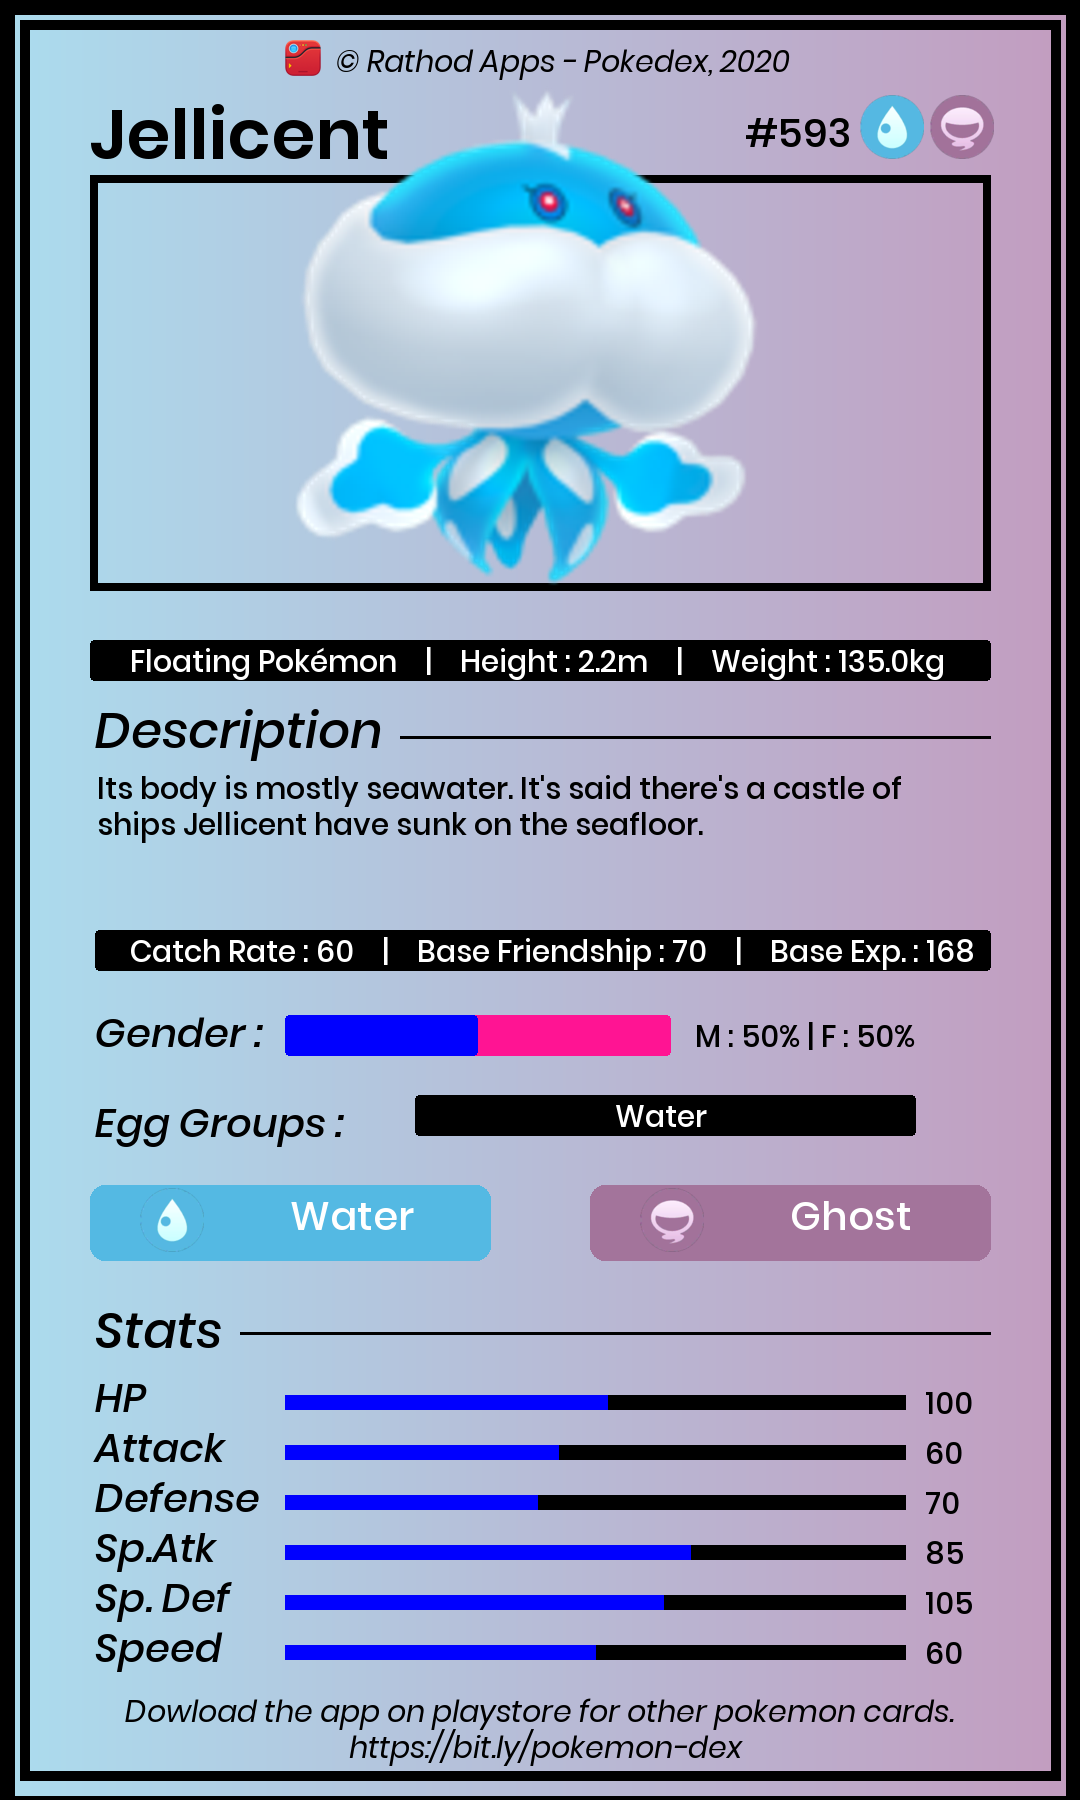 © Rathod Apps - Pokedex, 2020
Jellicent #593
Floating Pokémon | Height : 2.2m | Weight : 135.0kg
Description
Its body is mostly seawater. It's said there's a castle of
ships Jellicent have sunk on the seafloor.
Catch Rate : 60 | Base Friendship : 70 | Base Exp. : 168
Gender : M : 50% | F : 50%
Egg Groups : Water
Water Ghost
Stats
HP 100
Attack 60
Defense 70
Sp.Atk 85
Sp. Def 105
Speed 60
Dowload the app on playstore for other pokemon cards.
https://bit.ly/pokemon-dex